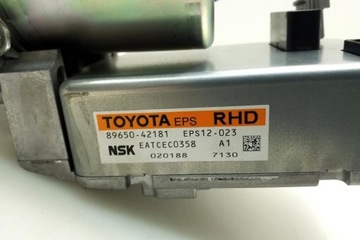 TOYOTA EPS RHD
89650-42181 EPS12-023
NSK EATCEC0358 A1
020188 7130